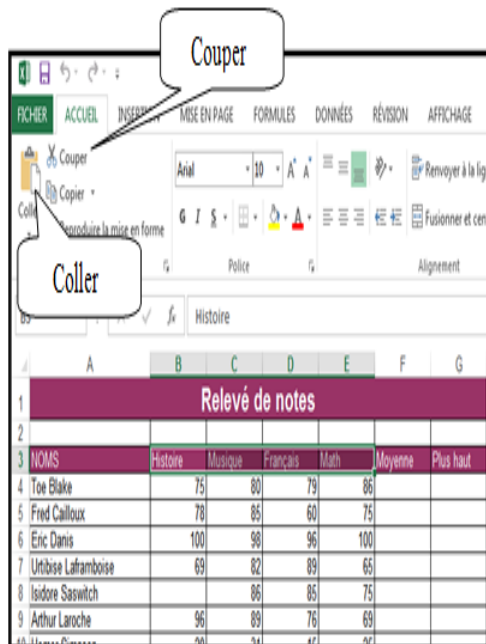 Couper
FICHIER ACCUEIL INSERTION MISE EN PAGE FORMULES DONNÉES RÉVISION AFFICHAGE
Couper
Arial 10 A A Renvoyer à la lig
Copier
Coll
Reproduire la mise en forme G I S A Fusionner et cen
Police Alignement
Coller
fx Histoire
A B C D E F G
1 Relevé de notes
2
3 NOMS Histoire Musique Français Math Moyenne Plus haut
4 Toe Blake 75 80 79 86
5 Fred Cailloux 78 85 60 75
6 Eric Danis 100 98 96 100
7 Urtibise Laframboise 69 82 89 65
8 Isidore Saswitch 86 85 75
9 Arthur Laroche 96 89 76 69